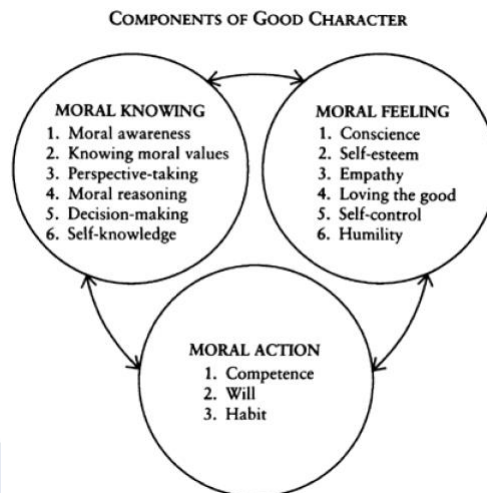 COMPONENTS OF GOOD CHARACTER
MORAL KNOWING
1. Moral awareness
2. Knowing moral values
3. Perspective-taking
4. Moral reasoning
5. Decision-making
6. Self-knowledge
MORAL FEELING
1. Conscience
2. Self-esteem
3. Empathy
4. Loving the good
5. Self-control
6. Humility
MORAL ACTION
1. Competence
2. Will
3. Habit